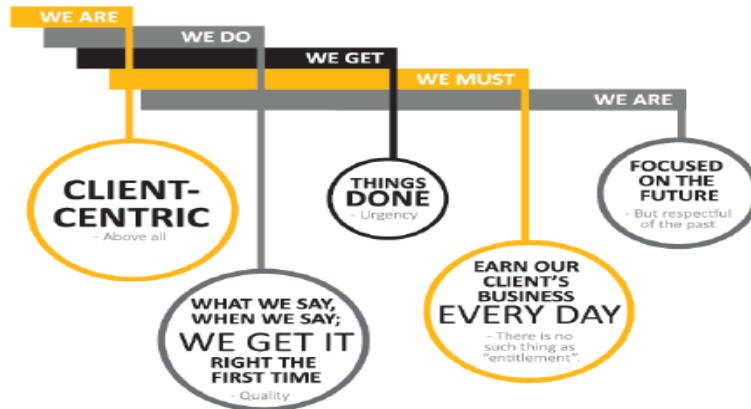 WE ARE
WE DO
WE GET
WE MUST
WE ARE
CLIENT-
CENTRIC
- Above all
WHAT WE SAY,
WHEN WE SAY;
WE GET IT
RIGHT THE
FIRST TIME
- Quality
THINGS
DONE
- Urgency
EARN OUR
CLIENT'S
BUSINESS
EVERY DAY
- There is no
such thing as
"entitlement".
FOCUSED
ON THE
FUTURE
- But respectful
of the past.